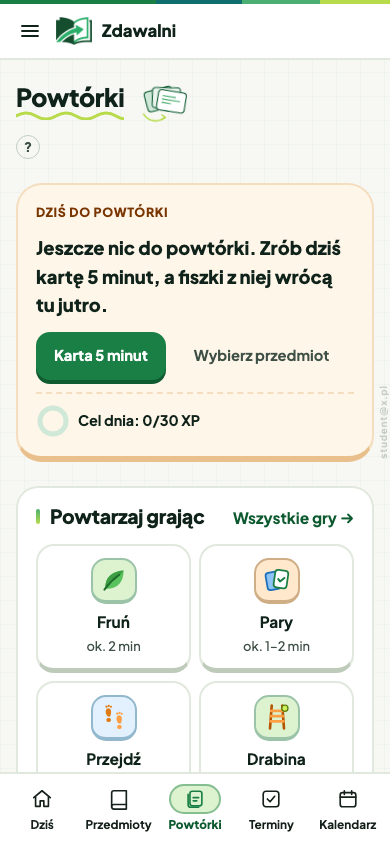 Zdawalni
Powtórki
?
DZIŚ DO POWTÓRKI
Jeszcze nic do powtórki. Zrób dziś
kartę 5 minut, a fiszki z niej wrócą
tu jutro.
Karta 5 minut
Wybierz przedmiot
Cel dnia: 0/30 XP
student@x.pl
Powtarzaj grając
Wszystkie gry →
Fruń
ok. 2 min
Pary
ok. 1–2 min
Przejdź
Drabina
Dziś
Przedmioty
Powtórki
Terminy
Kalendarz